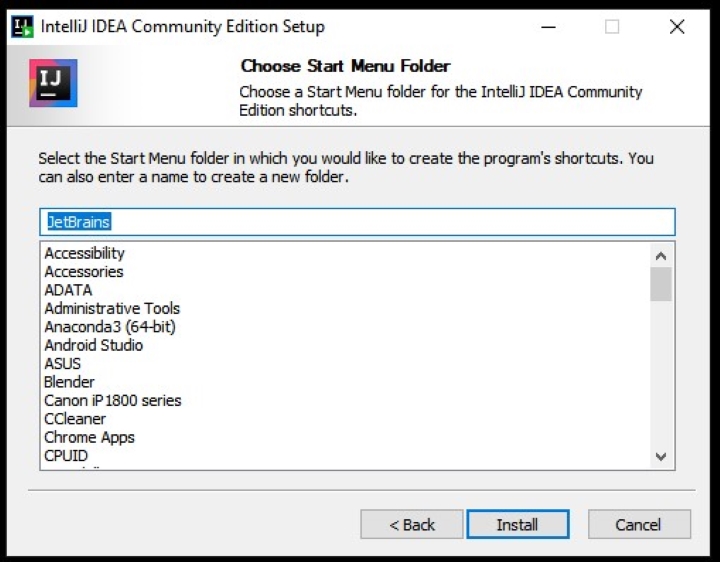 IntelliJ IDEA Community Edition Setup
IJ
Choose Start Menu Folder
Choose a Start Menu folder for the IntelliJ IDEA Community
Edition shortcuts.
Select the Start Menu folder in which you would like to create the program's shortcuts. You
can also enter a name to create a new folder.
JetBrains
Accessibility
Accessories
ADATA
Administrative Tools
Anaconda3 (64-bit)
Android Studio
ASUS
Blender
Canon iP1800 series
CCleaner
Chrome Apps
CPUID
< Back
Install
Cancel